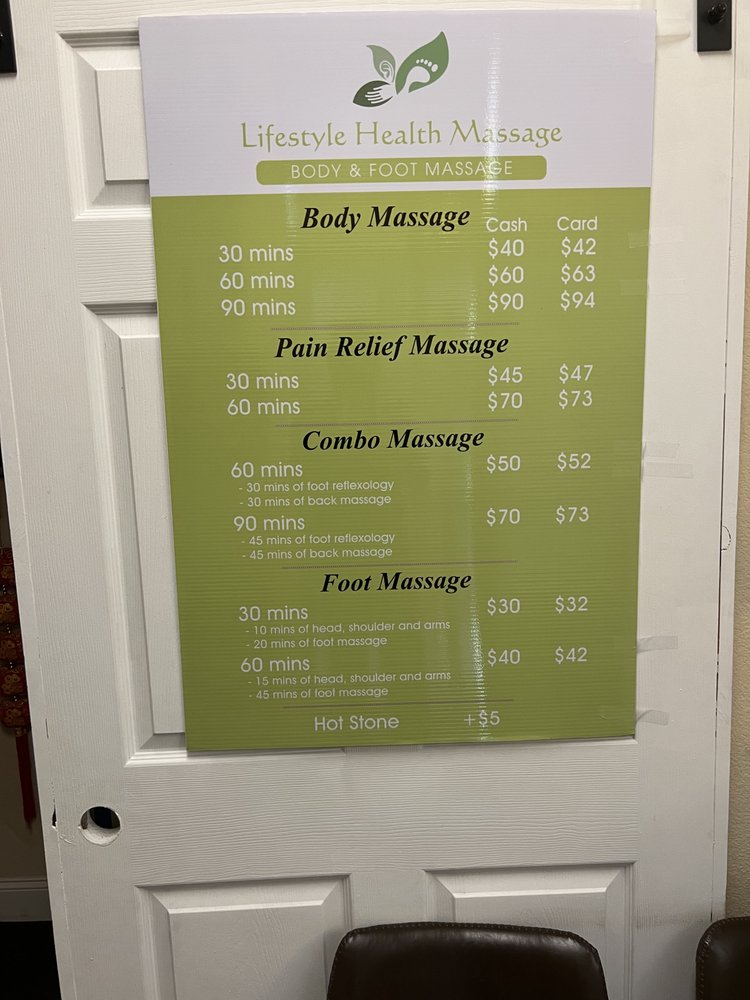 Lifestyle Health Massage
BODY & FOOT MASSAGE
Body Massage Cash Card
30 mins $40 $42
60 mins $60 $63
90 mins $90 $94
Pain Relief Massage
30 mins $45 $47
60 mins $70 $73
Combo Massage
60 mins $50 $52
- 30 mins of foot reflexology
- 30 mins of back massage
90 mins $70 $73
- 45 mins of foot reflexology
- 45 mins of back massage
Foot Massage
30 mins $30 $32
- 10 mins of head, shoulder and arms
- 20 mins of foot massage
60 mins $40 $42
- 15 mins of head, shoulder and arms
- 45 mins of foot massage
Hot Stone +$5